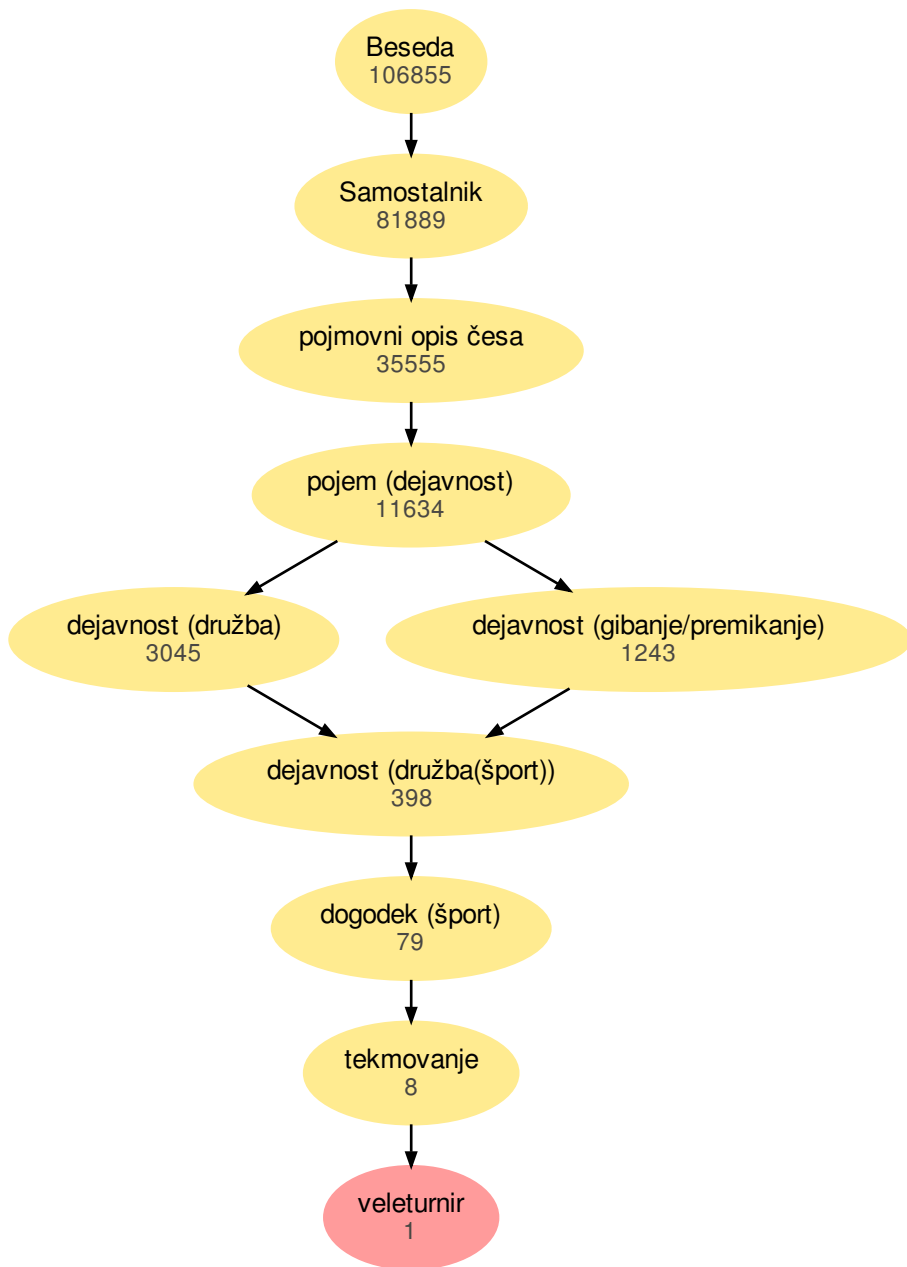 Beseda
106855
Samostalnik
81889
pojmovni opis česa
35555
pojem (dejavnost)
11634
dejavnost (družba)
3045
dejavnost (gibanje/premikanje)
1243
dejavnost (družba(šport))
398
dogodek (šport)
79
tekmovanje
8
veleturnir
1